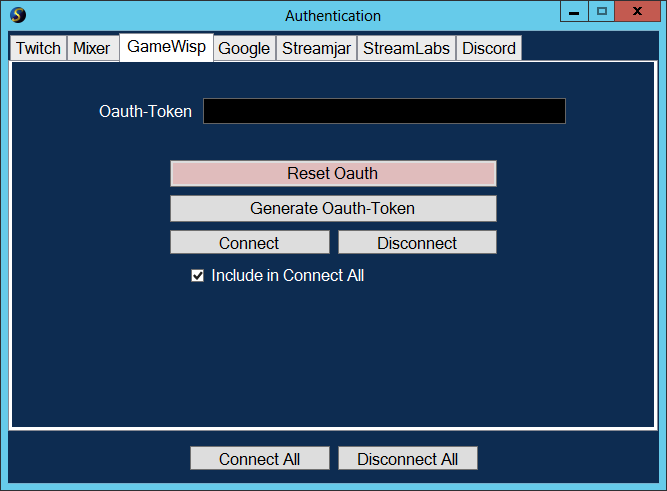 Authentication
Twitch Mixer GameWisp Google Streamjar StreamLabs Discord
Oauth-Token
Reset Oauth
Generate Oauth-Token
Connect Disconnect
Include in Connect All
Connect All Disconnect All